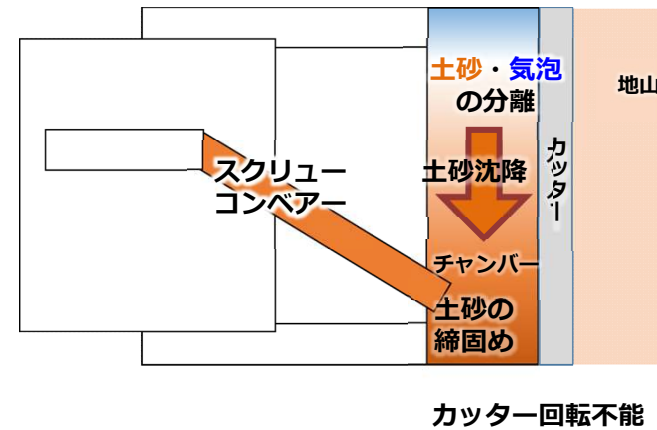 土砂・気泡
の分離
地山
カッター
土砂沈降
スクリュー
コンベアー
チャンバー
土砂の
締固め
カッター回転不能